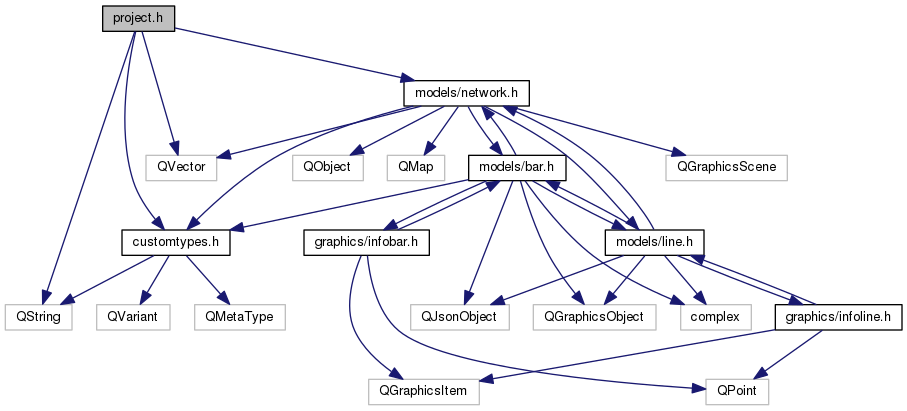 project.h
models/network.h
QVector
QObject
QMap
models/bar.h
QGraphicsScene
customtypes.h
graphics/infobar.h
models/line.h
QString
QVariant
QMetaType
QJsonObject
QGraphicsObject
complex
graphics/infoline.h
QGraphicsItem
QPoint